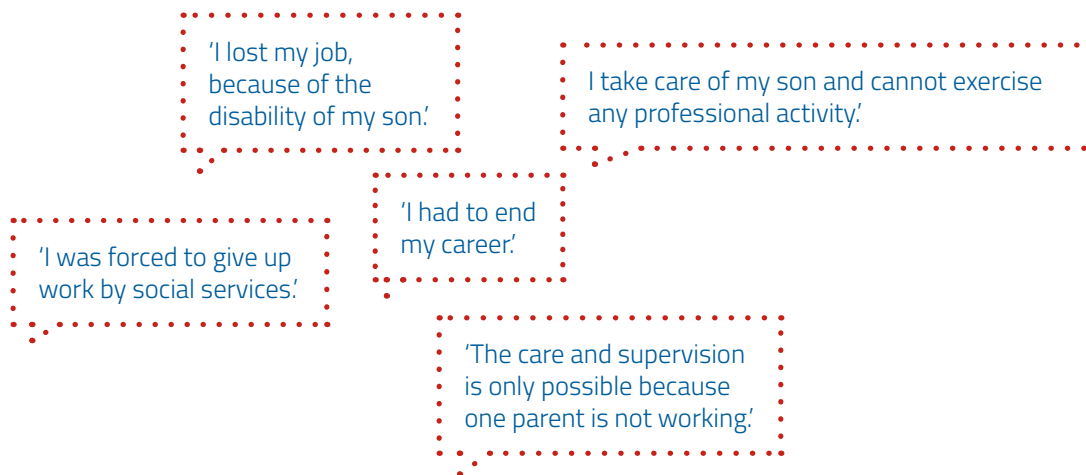 ‘I lost my job,
because of the
disability of my son.’
I take care of my son and cannot exercise
any professional activity.’
‘I had to end
my career.’
‘I was forced to give up
work by social services.’
‘The care and supervision
is only possible because
one parent is not working.’